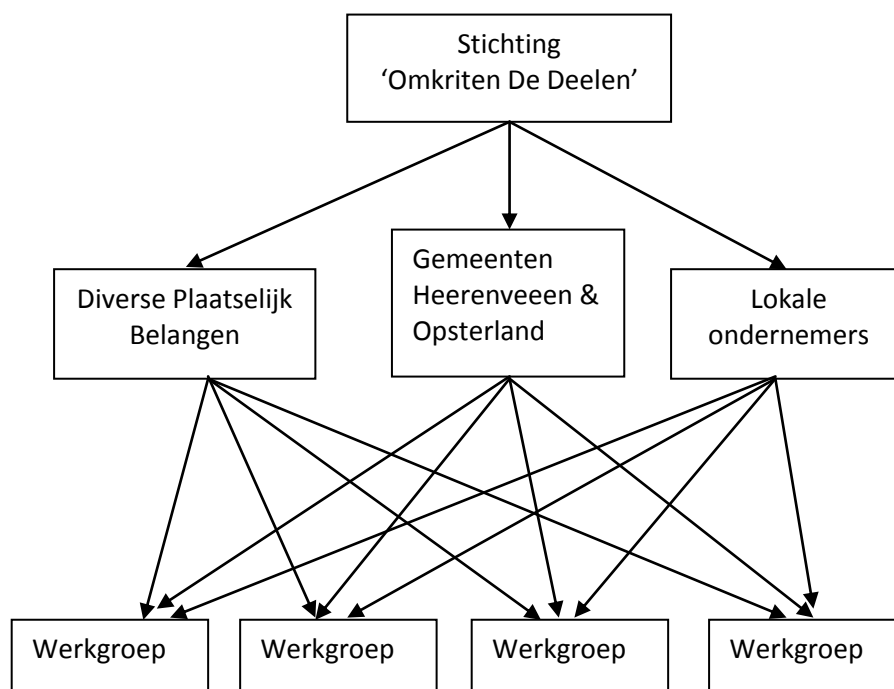 Stichting
‘Omkriten De Deelen’
Diverse Plaatselijk
Belangen
Gemeenten
Heerenveeen &
Opsterland
Lokale
ondernemers
Werkgroep
Werkgroep
Werkgroep
Werkgroep